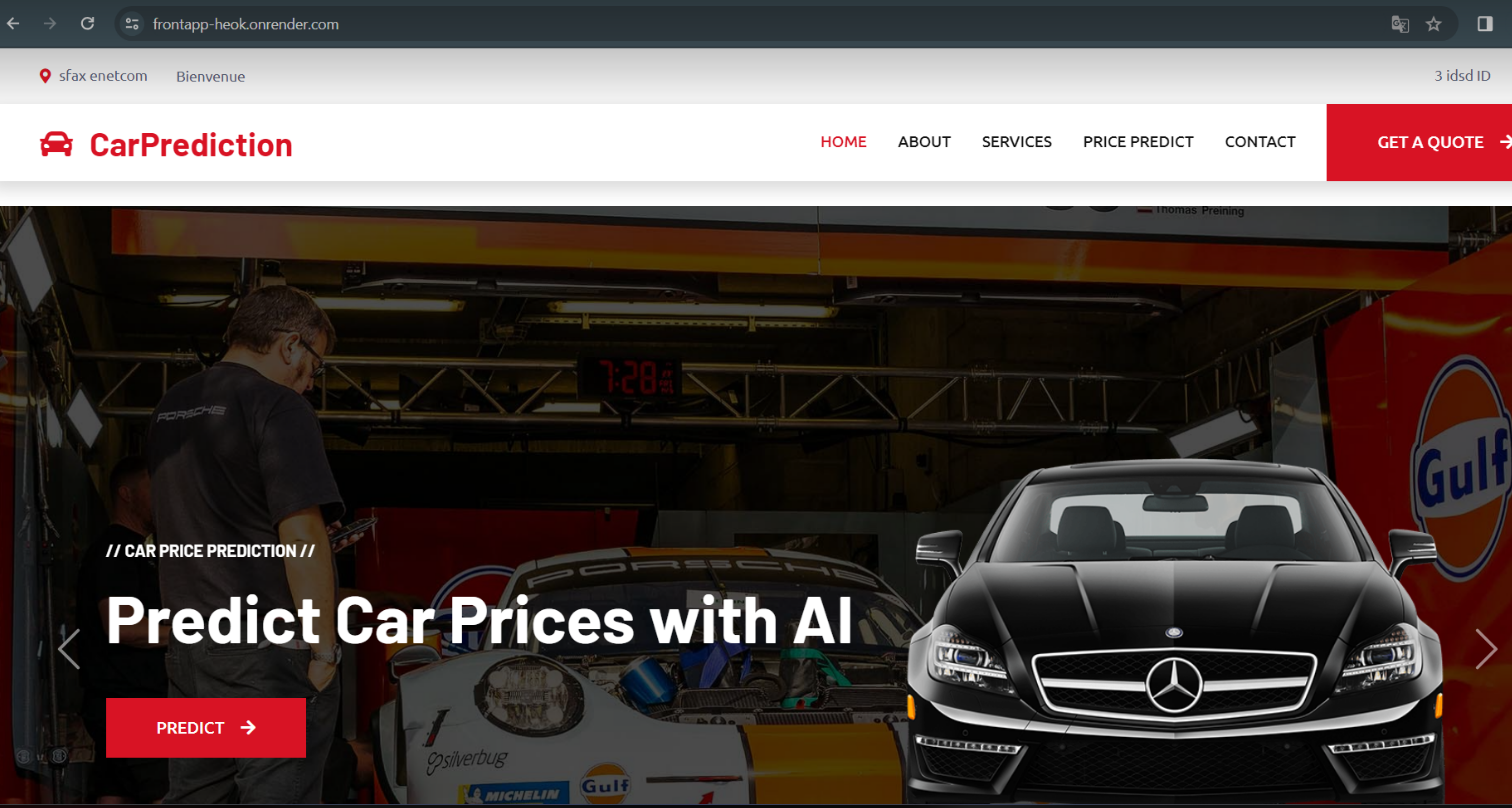 frontapp-heok.onrender.com
sfax enetcom Bienvenue 3 idsd ID
CarPrediction HOME ABOUT SERVICES PRICE PREDICT CONTACT GET A QUOTE
Thomas Preining
7:28
PORSCHE
Gulf
// CAR PRICE PREDICTION //
PORSCHE
Predict Car Prices with AI
PREDICT
silverbug
Gulf
MICHELIN